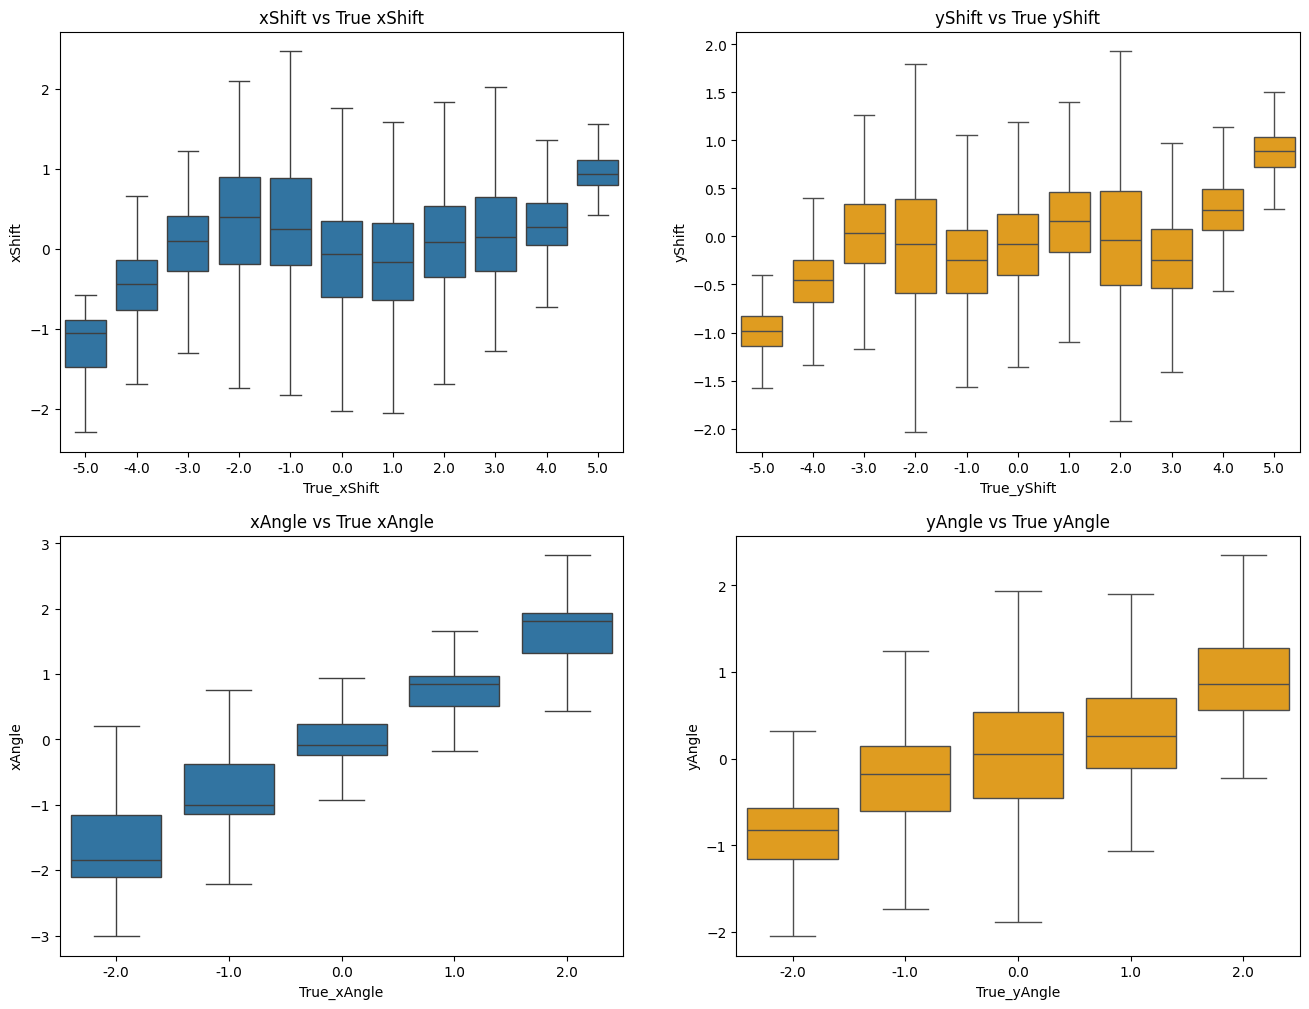 xShift vs True xShift
xShift
2
1
0
−1
−2
-5.0 -4.0 -3.0 -2.0 -1.0 0.0 1.0 2.0 3.0 4.0 5.0
True_xShift
yShift vs True yShift
yShift
2.0
1.5
1.0
0.5
0.0
−0.5
−1.0
−1.5
−2.0
-5.0 -4.0 -3.0 -2.0 -1.0 0.0 1.0 2.0 3.0 4.0 5.0
True_yShift
xAngle vs True xAngle
xAngle
3
2
1
0
−1
−2
−3
-2.0 -1.0 0.0 1.0 2.0
True_xAngle
yAngle vs True yAngle
yAngle
2
1
0
−1
−2
-2.0 -1.0 0.0 1.0 2.0
True_yAngle